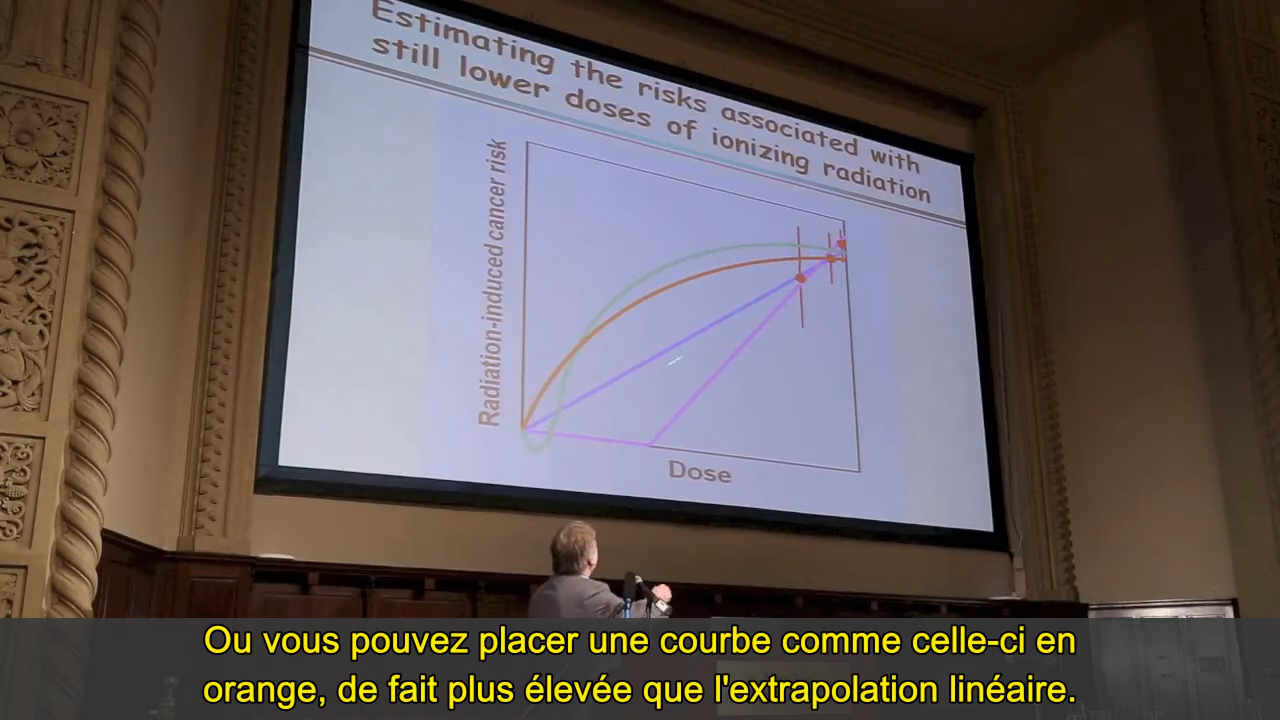 Estimating the risks associated with
still lower doses of ionizing radiation
Radiation-induced cancer risk
Dose
Ou vous pouvez placer une courbe comme celle-ci en
orange, de fait plus élevée que l'extrapolation linéaire.